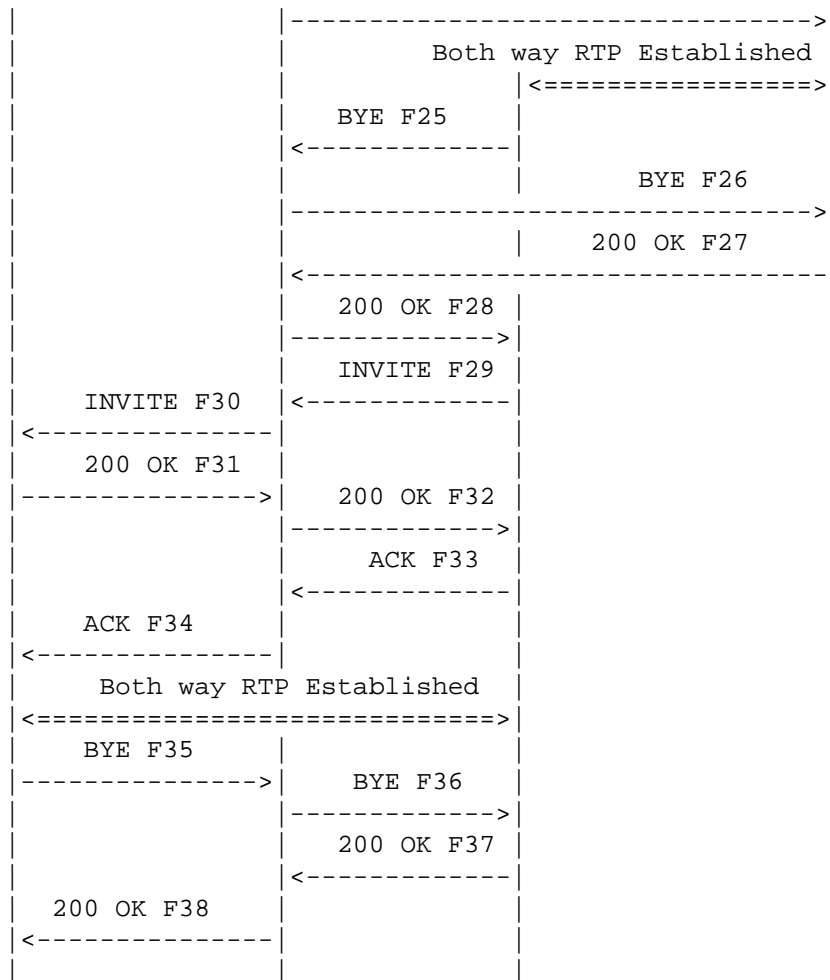 Both way RTP Established
BYE F25
BYE F26
200 OK F27
200 OK F28
INVITE F29
INVITE F30
200 OK F31
200 OK F32
ACK F33
ACK F34
Both way RTP Established
BYE F35
BYE F36
200 OK F37
200 OK F38